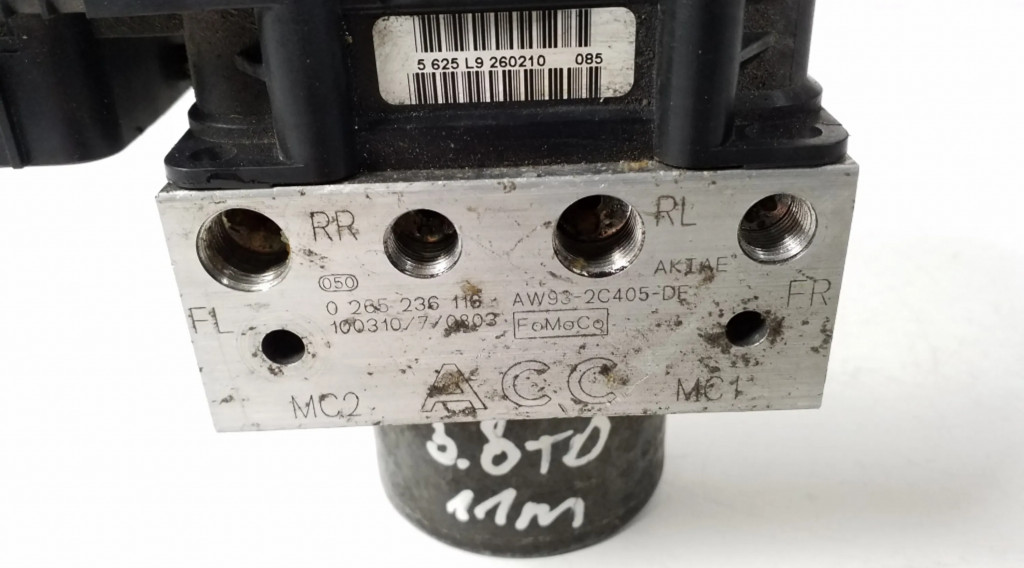 5 625 L9 260210 085
RR
RL
050
AKIAE
0 265 236 116 AW93-2C405-DE
FL
FR
100310/7/0803 FoMoCo
ACC
MC2
MC1
3.8TD
11m